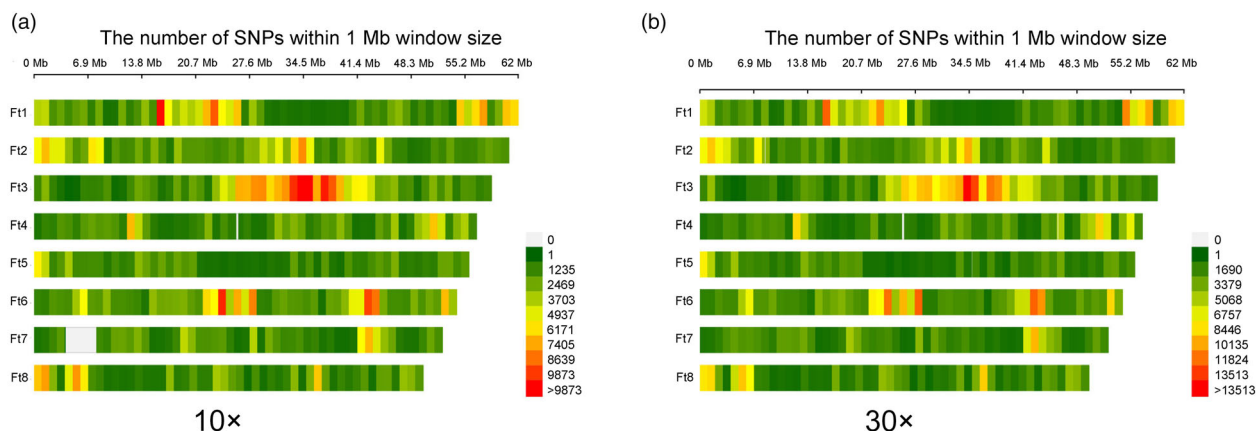 (a)
The number of SNPs within 1 Mb window size
0 Mb 6.9 Mb 13.8 Mb 20.7 Mb 27.6 Mb 34.5 Mb 41.4 Mb 48.3 Mb 55.2 Mb 62 Mb
Ft1
Ft2
Ft3
Ft4
Ft5
Ft6
Ft7
Ft8
0
1
1235
2469
3703
4937
6171
7405
8639
9873
>9873
10×
(b)
The number of SNPs within 1 Mb window size
0 Mb 6.9 Mb 13.8 Mb 20.7 Mb 27.6 Mb 34.5 Mb 41.4 Mb 48.3 Mb 55.2 Mb 62 Mb
Ft1
Ft2
Ft3
Ft4
Ft5
Ft6
Ft7
Ft8
0
1
1690
3379
5068
6757
8446
10135
11824
13513
>13513
30×